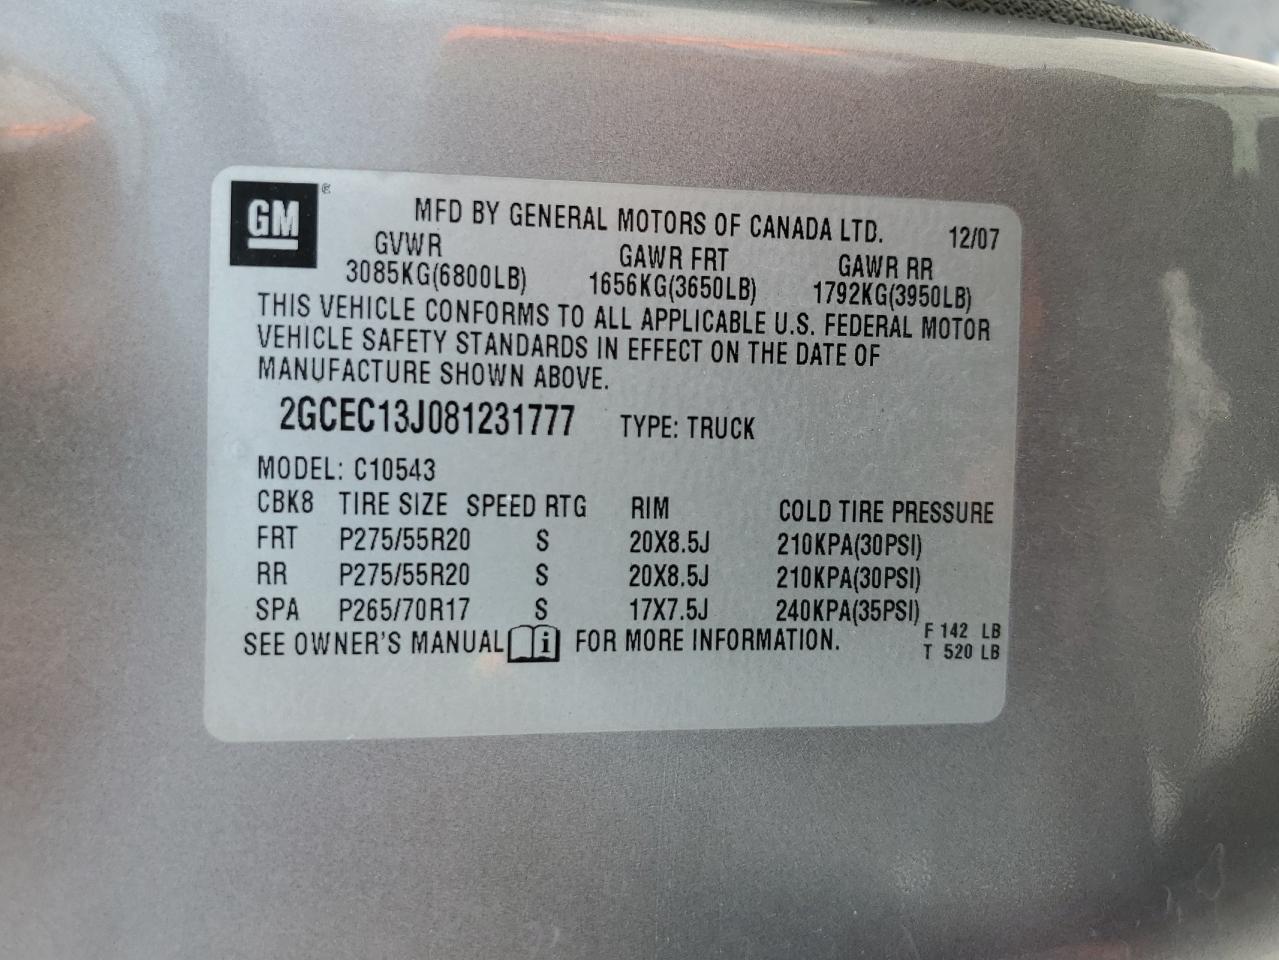 GM ®
MFD BY GENERAL MOTORS OF CANADA LTD.
12/07
GVWR GAWR FRT GAWR RR
3085KG(6800LB) 1656KG(3650LB) 1792KG(3950LB)
THIS VEHICLE CONFORMS TO ALL APPLICABLE U.S. FEDERAL MOTOR
VEHICLE SAFETY STANDARDS IN EFFECT ON THE DATE OF
MANUFACTURE SHOWN ABOVE.
2GCEC13J081231777 TYPE: TRUCK
MODEL: C10543
CBK8 TIRE SIZE SPEED RTG RIM COLD TIRE PRESSURE
FRT P275/55R20 S 20X8.5J 210KPA(30PSI)
RR P275/55R20 S 20X8.5J 210KPA(30PSI)
SPA P265/70R17 S 17X7.5J 240KPA(35PSI)
SEE OWNER'S MANUAL i FOR MORE INFORMATION.
F 142 LB
T 520 LB